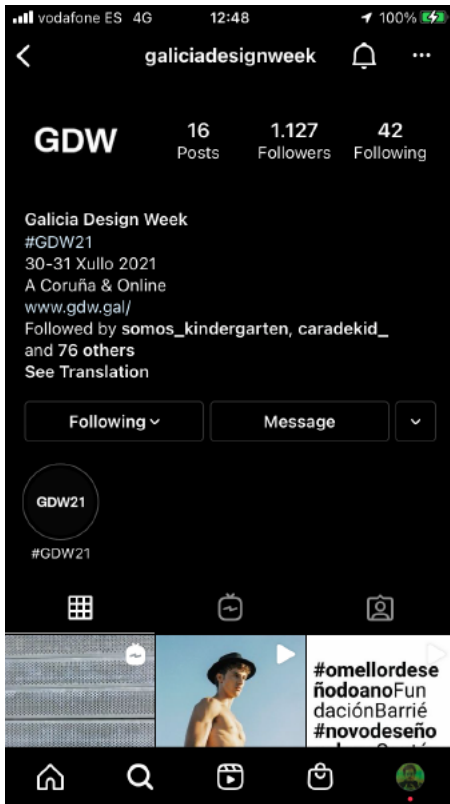 vodafone ES 4G 12:48 100%
galiciadesignweek
GDW
16 1.127 42
Posts Followers Following
Galicia Design Week
#GDW21
30-31 Xullo 2021
A Coruña & Online
www.gdw.gal/
Followed by somos_kindergarten, caradekid_
and 76 others
See Translation
Following Message
GDW21
#GDW21
#omellordese
ñodoanoFun
daciónBarrié
#novodeseño